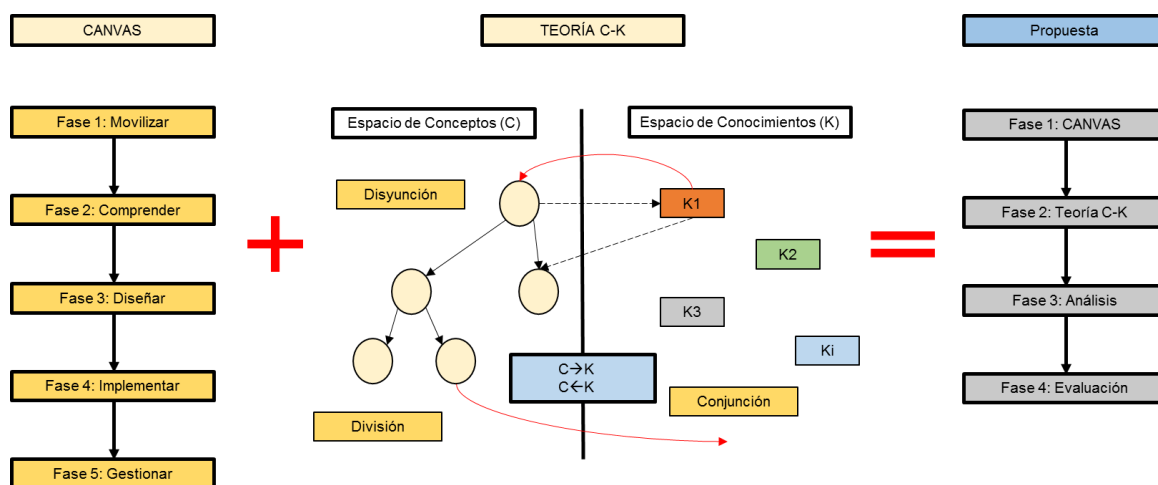 CANVAS
TEORÍA C-K
Propuesta
Fase 1: Movilizar
Fase 2: Comprender
Fase 3: Diseñar
Fase 4: Implementar
Fase 5: Gestionar
+
Espacio de Conceptos (C)
Espacio de Conocimientos (K)
Disyunción
K1
K2
K3
Ki
C→K
C←K
División
Conjunción
=
Fase 1: CANVAS
Fase 2: Teoría C-K
Fase 3: Análisis
Fase 4: Evaluación